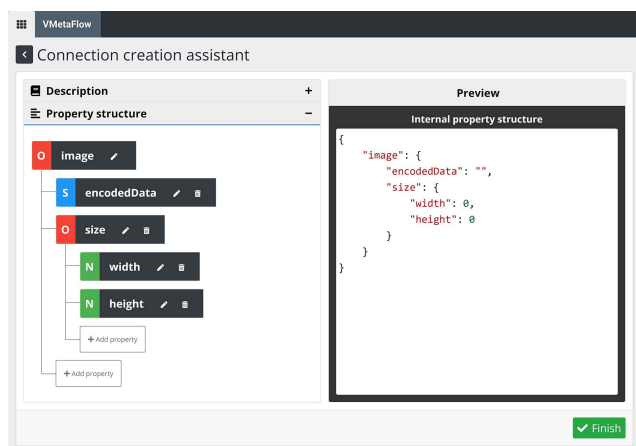 VMetaFlow
Connection creation assistant
Description +
Property structure −
O image
S encodedData
O size
N width
N height
+ Add property
+ Add property
Preview
Internal property structure
{
    "image": {
        "encodedData": "",
        "size": {
            "width": 0,
            "height": 0
        }
    }
}
Finish